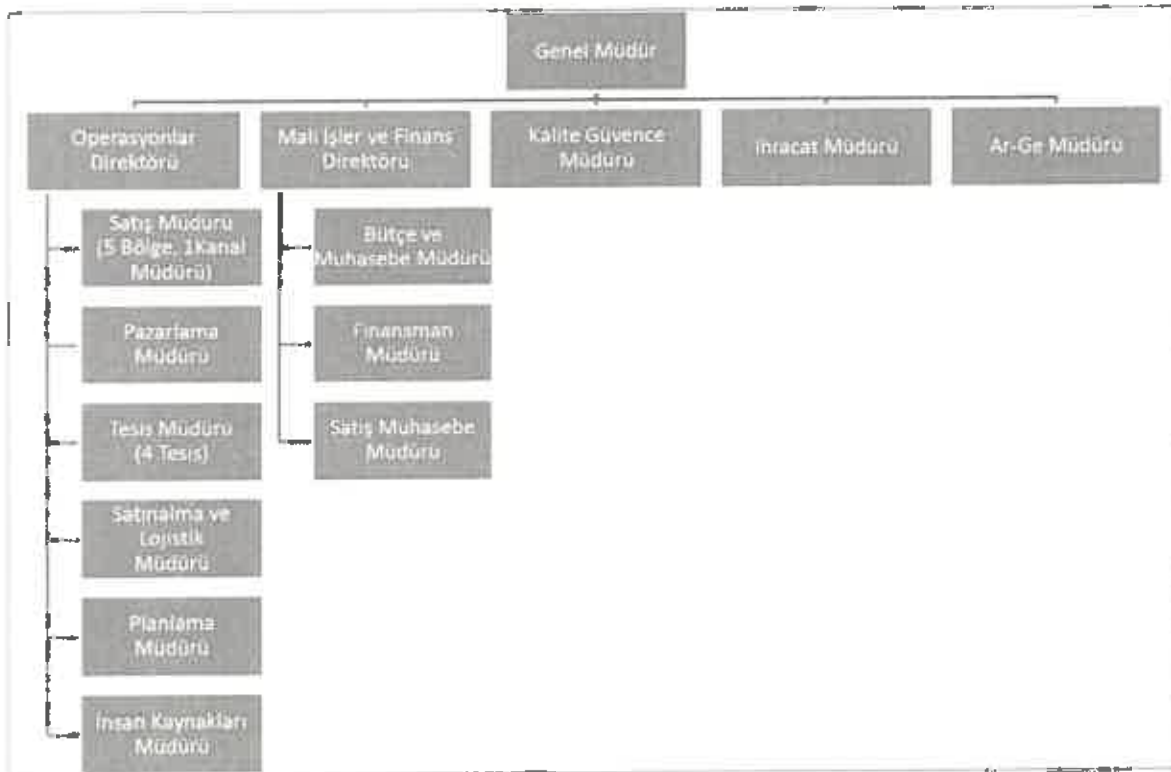 Genel Müdür
Operasyonlar
Direktörü
Mali İşler ve Finans
Direktörü
Kalite Güvence
Müdürü
İhracat Müdürü
Ar-Ge Müdürü
Satış Müdürü
(5 Bölge, 1Kanal
Müdürü)
Pazarlama
Müdürü
Tesis Müdürü
(4 Tesis)
Satınalma ve
Lojistik
Müdürü
Planlama
Müdürü
İnsan Kaynakları
Müdürü
Bütçe ve
Muhasebe Müdürü
Finansman
Müdürü
Satış Muhasebe
Müdürü